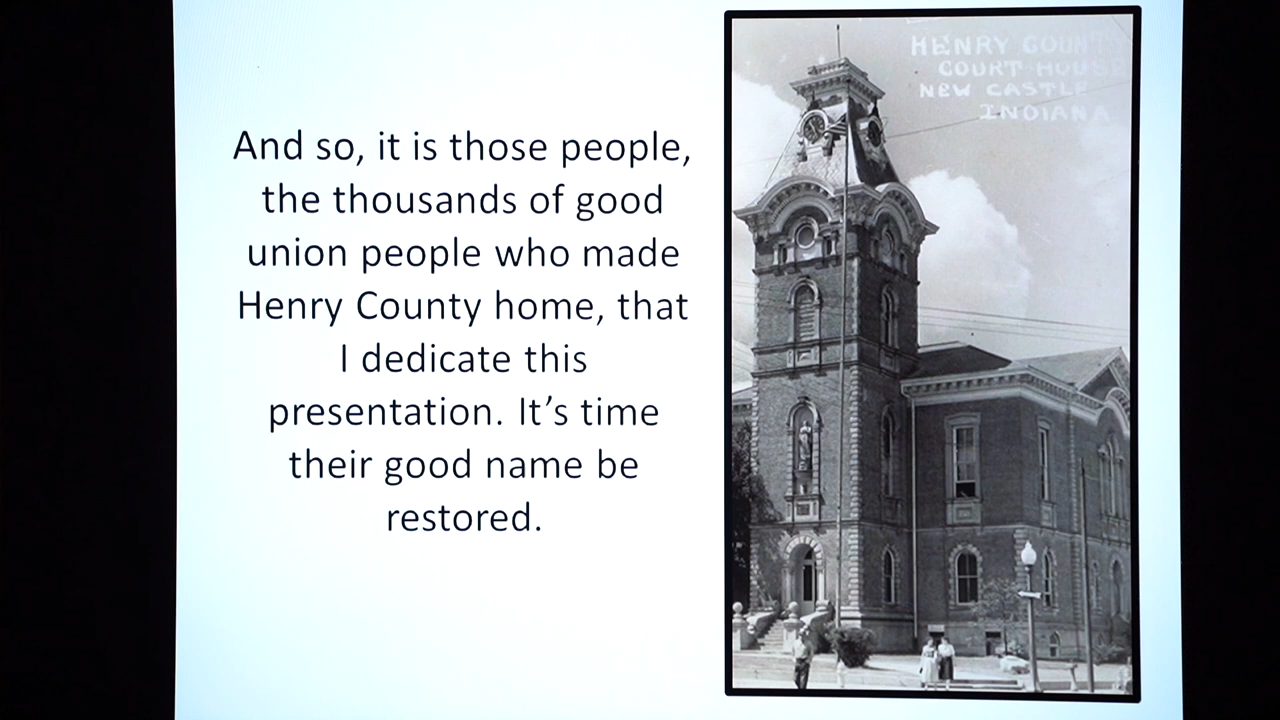 And so, it is those people,
the thousands of good
union people who made
Henry County home, that
I dedicate this
presentation. It’s time
their good name be
restored.
HENRY COUNT
COURT HOUSE
NEW CASTLE
INDIANA